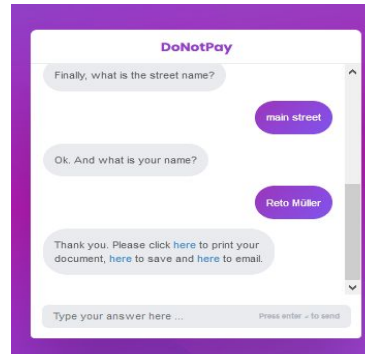 DoNotPay
Finally, what is the street name?
main street
Ok. And what is your name?
Reto Müller
Thank you. Please click here to print your
document, here to save and here to email.
Type your answer here ...
Press enter ⏎ to send